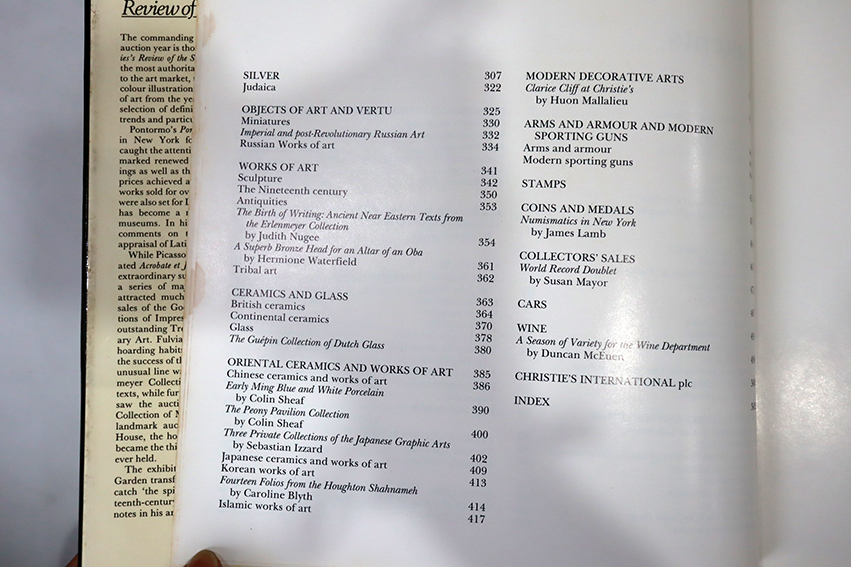 Review of
The commanding
auction year is tho
ies's Review of the S
the most authorita
to the art market,
colour illustration
of art from the ye
selection of defini
trends and particu
Pontormo's Por
in New York fo
caught the attenti
marked renewed
ings as well as th
prices achieved a
works sold for ov
were also set for L
has become a r
museums. In hi
comments on t
appraisal of Lati
While Picasso
ated Acrobate et J
extraordinary su
a series of ma
attracted much
sales of the Go
tions of Impres
outstanding Tre
ary Art. Fulvia
hoarding habits
the success of th
unusual line w
meyer Collecti
texts, while fur
saw the aucti
Collection of
landmark auc
House, the ho
became the thi
ever held.
The exhibit
Garden transf
catch 'the spi
teenth-century
notes in his ar
SILVER 307
Judaica 322
OBJECTS OF ART AND VERTU 325
Miniatures 330
Imperial and post-Revolutionary Russian Art 332
Russian Works of art 334
WORKS OF ART 341
Sculpture 342
The Nineteenth century 350
Antiquities 353
The Birth of Writing: Ancient Near Eastern Texts from
the Erlenmeyer Collection
by Judith Nugee 354
A Superb Bronze Head for an Altar of an Oba
by Hermione Waterfield 361
Tribal art 362
CERAMICS AND GLASS 363
British ceramics 364
Continental ceramics 370
Glass 378
The Guépin Collection of Dutch Glass 380
ORIENTAL CERAMICS AND WORKS OF ART 385
Chinese ceramics and works of art 386
Early Ming Blue and White Porcelain
by Colin Sheaf 390
The Peony Pavilion Collection
by Colin Sheaf 400
Three Private Collections of the Japanese Graphic Arts
by Sebastian Izzard 402
Japanese ceramics and works of art 409
Korean works of art 413
Fourteen Folios from the Houghton Shahnameh
by Caroline Blyth 414
Islamic works of art 417
MODERN DECORATIVE ARTS
Clarice Cliff at Christie's
by Huon Mallalieu
ARMS AND ARMOUR AND MODERN
SPORTING GUNS
Arms and armour
Modern sporting guns
STAMPS
COINS AND MEDALS
Numismatics in New York
by James Lamb
COLLECTORS' SALES
World Record Doublet
by Susan Mayor
CARS
WINE
A Season of Variety for the Wine Department
by Duncan McEuen
CHRISTIE'S INTERNATIONAL plc
INDEX